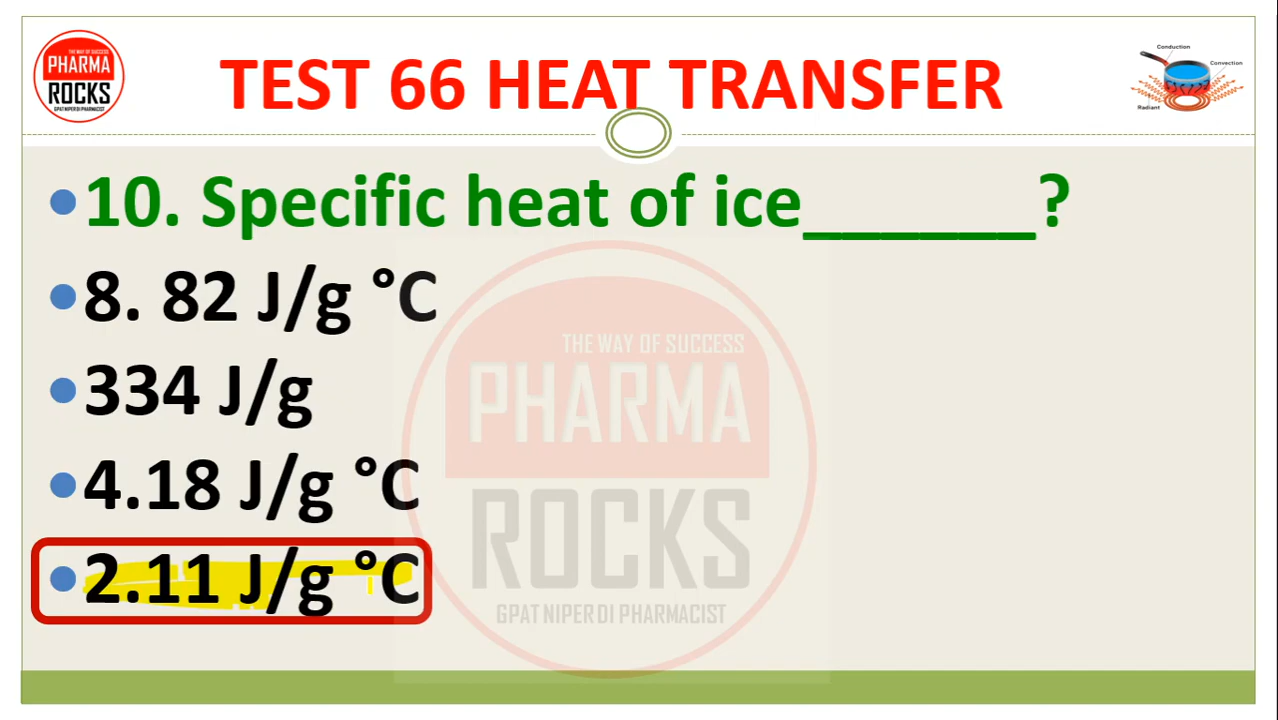 THE WAY OF SUCCESS
PHARMA
ROCKS
GPAT NIPER DI PHARMACIST
TEST 66 HEAT TRANSFER
Conduction
Convection
Radiant
10. Specific heat of ice______?
8. 82 J/g °C
334 J/g
4.18 J/g °C
2.11 J/g °C
THE WAY OF SUCCESS
PHARMA
ROCKS
GPAT NIPER DI PHARMACIST